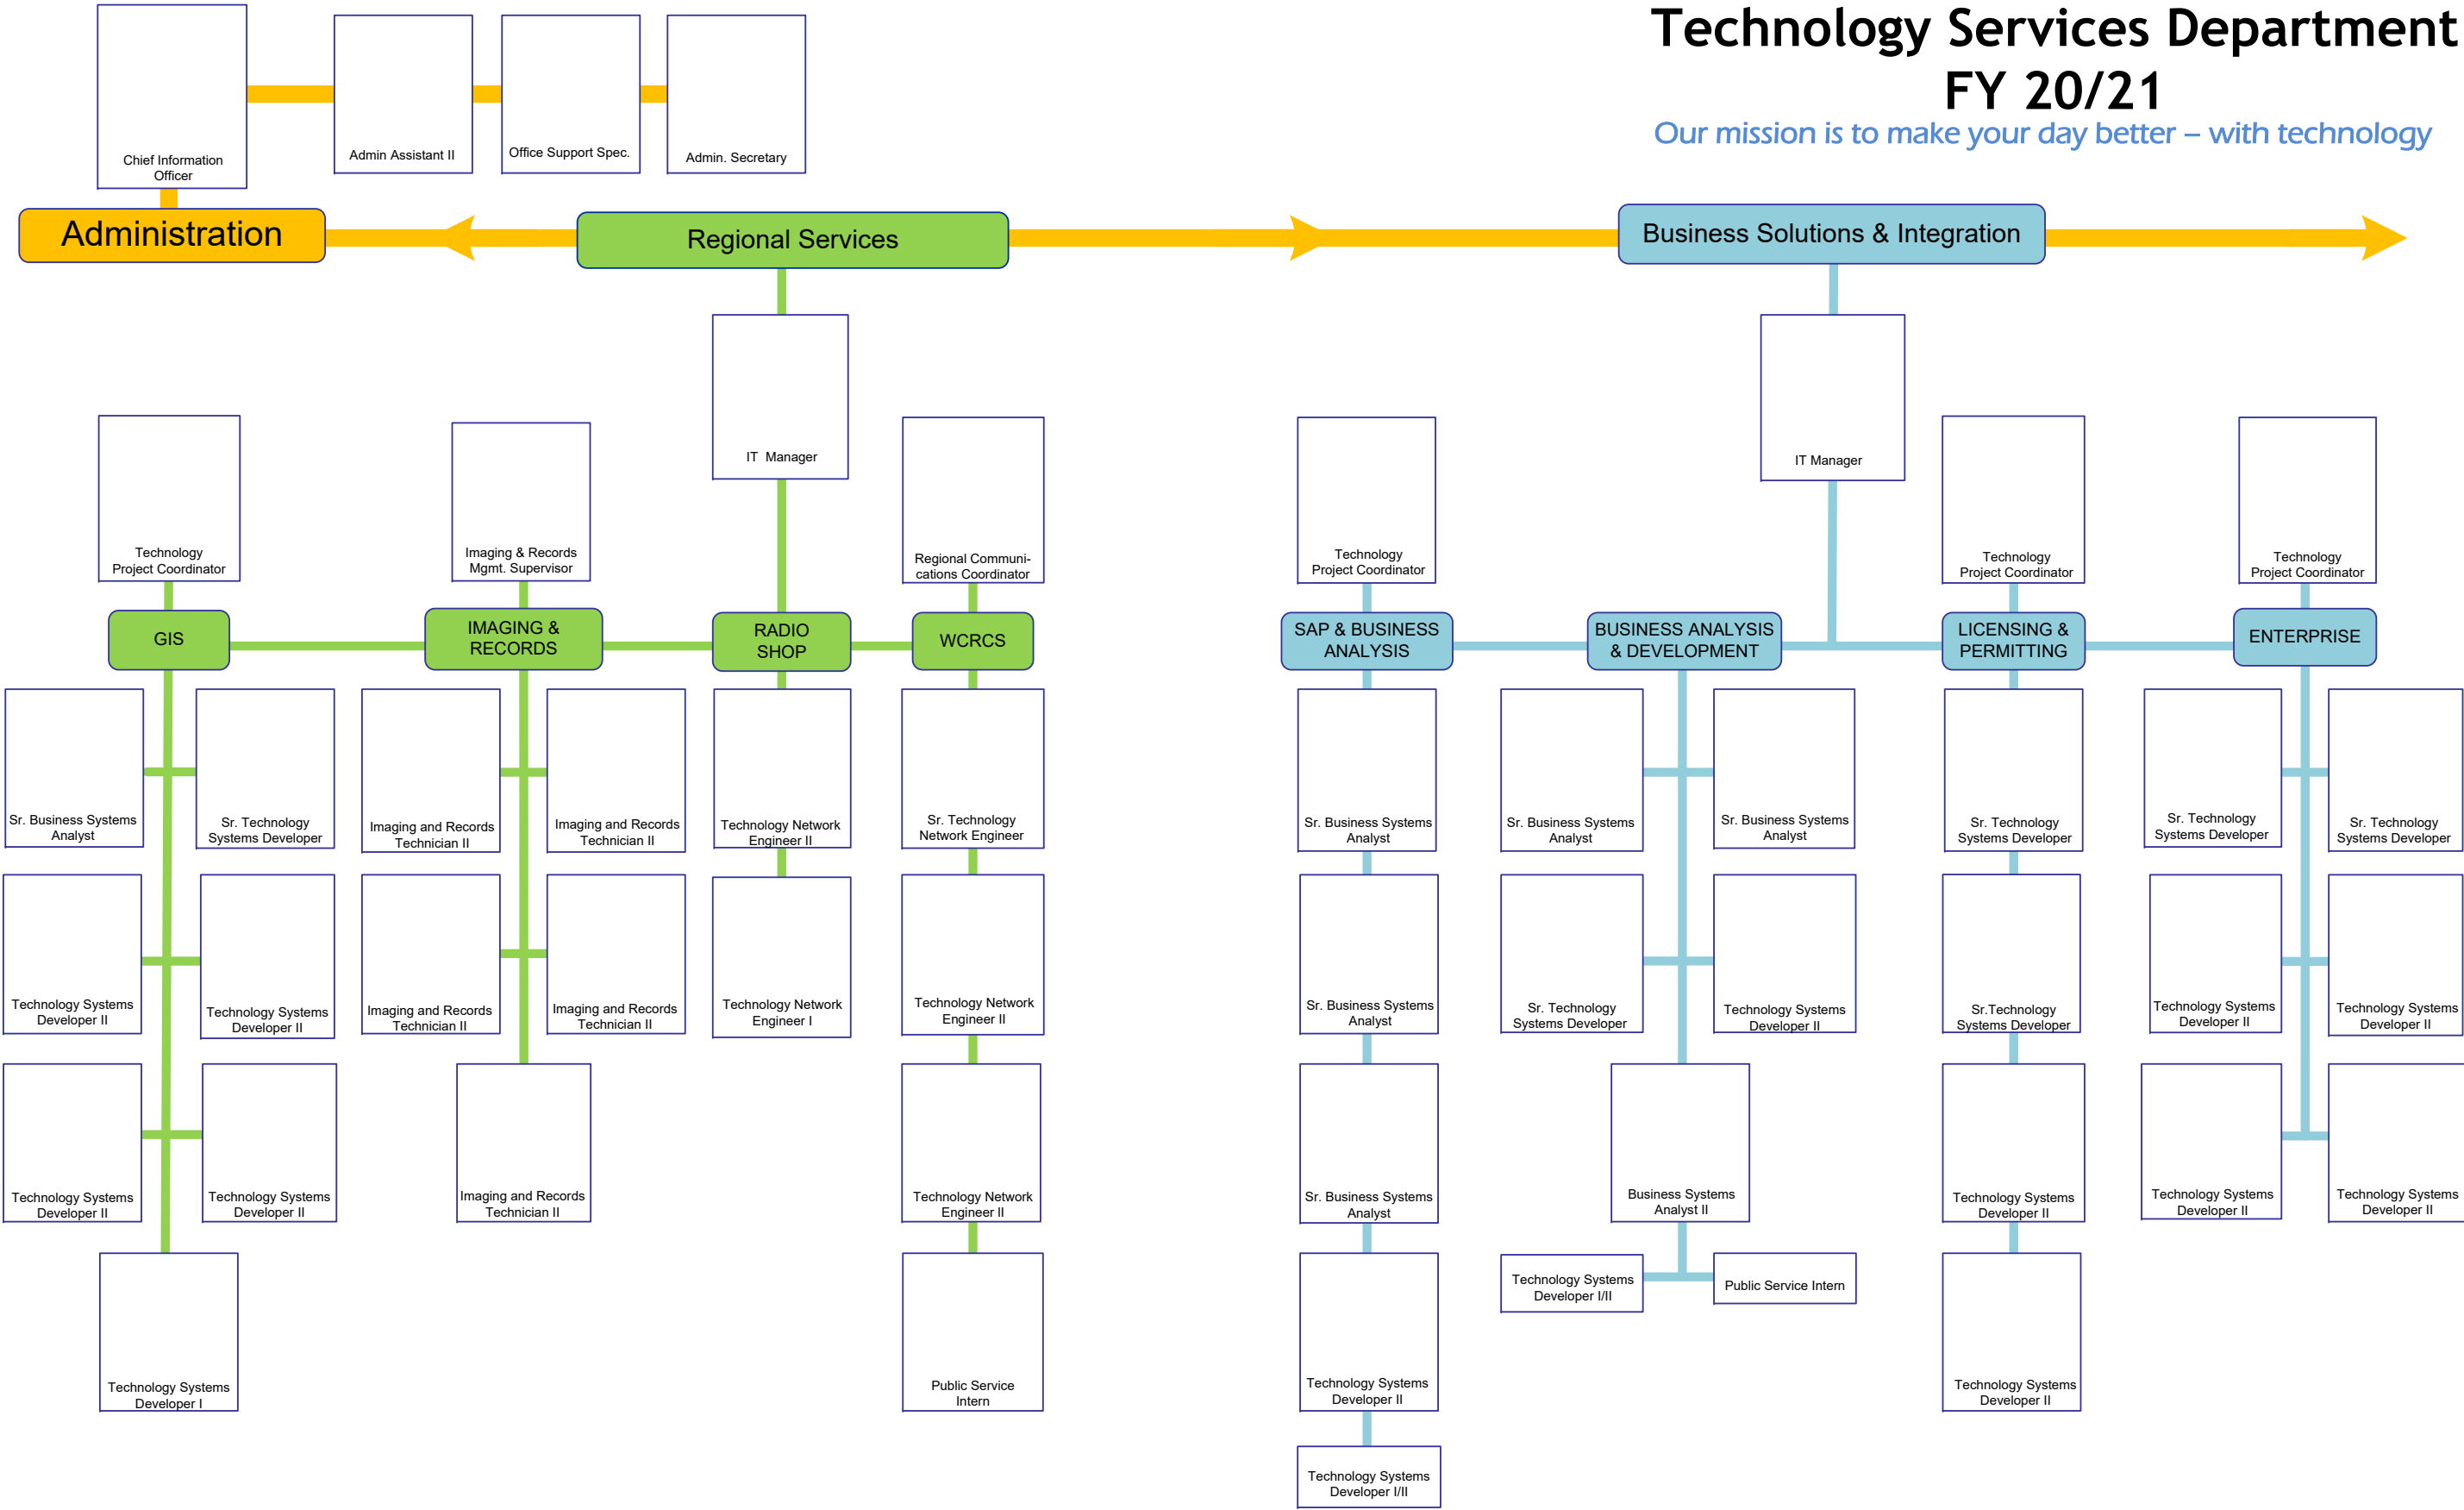 Technology Services Department
FY 20/21
Our mission is to make your day better – with technology
Chief Information
Officer
Admin Assistant II
Office Support Spec.
Admin. Secretary
Administration
Regional Services
Business Solutions & Integration
IT  Manager
IT Manager
Technology
Project Coordinator
Imaging & Records
Mgmt. Supervisor
Regional Communi-
cations Coordinator
Technology
Project Coordinator
Technology
Project Coordinator
Technology
Project Coordinator
GIS
IMAGING &
RECORDS
RADIO
SHOP
WCRCS
SAP & BUSINESS
ANALYSIS
BUSINESS ANALYSIS
& DEVELOPMENT
LICENSING &
PERMITTING
ENTERPRISE
Sr. Business Systems
Analyst
Sr. Technology
Systems Developer
Imaging and Records
Technician II
Imaging and Records
Technician II
Technology Network
Engineer II
Sr. Technology
Network Engineer
Sr. Business Systems
Analyst
Sr. Business Systems
Analyst
Sr. Business Systems
Analyst
Sr. Technology
Systems Developer
Sr. Technology
Systems Developer
Sr. Technology
Systems Developer
Technology Systems
Developer II
Technology Systems
Developer II
Imaging and Records
Technician II
Imaging and Records
Technician II
Technology Network
Engineer I
Technology Network
Engineer II
Sr. Business Systems
Analyst
Sr. Technology
Systems Developer
Technology Systems
Developer II
Sr.Technology
Systems Developer
Technology Systems
Developer II
Technology Systems
Developer II
Technology Systems
Developer II
Technology Systems
Developer II
Imaging and Records
Technician II
Technology Network
Engineer II
Sr. Business Systems
Analyst
Business Systems
Analyst II
Technology Systems
Developer II
Technology Systems
Developer II
Technology Systems
Developer II
Technology Systems
Developer I
Public Service
Intern
Technology Systems
Developer II
Technology Systems
Developer I/II
Public Service Intern
Technology Systems
Developer II
Technology Systems
Developer I/II